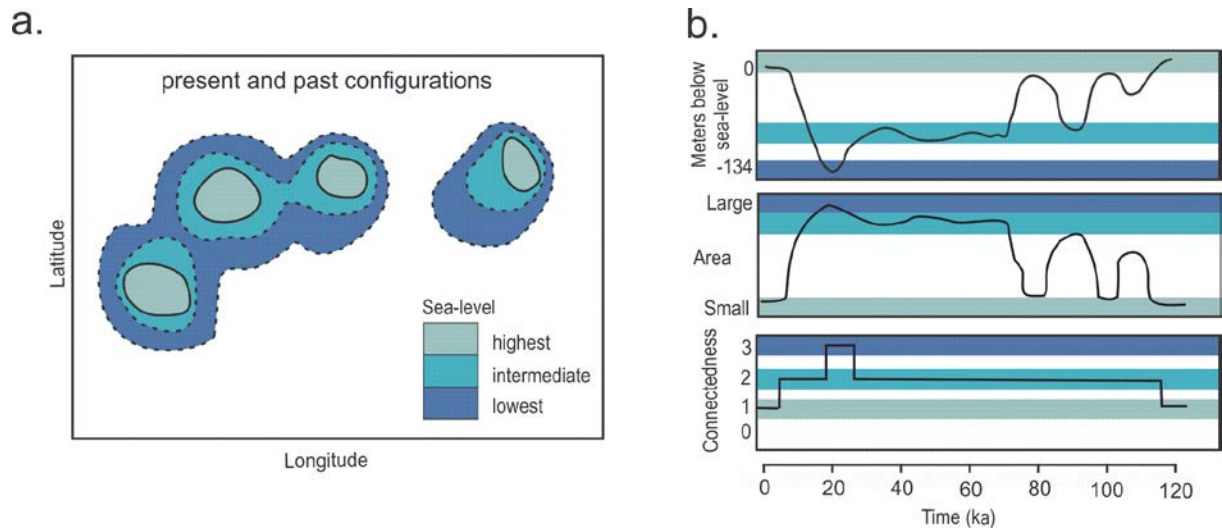 a.
present and past configurations
Latitude
Longitude
Sea-level
highest
intermediate
lowest
b.
Meters below
sea-level
0
-134
Large
Area
Small
Connectedness
3
2
1
0
0 20 40 60 80 100 120
Time (ka)